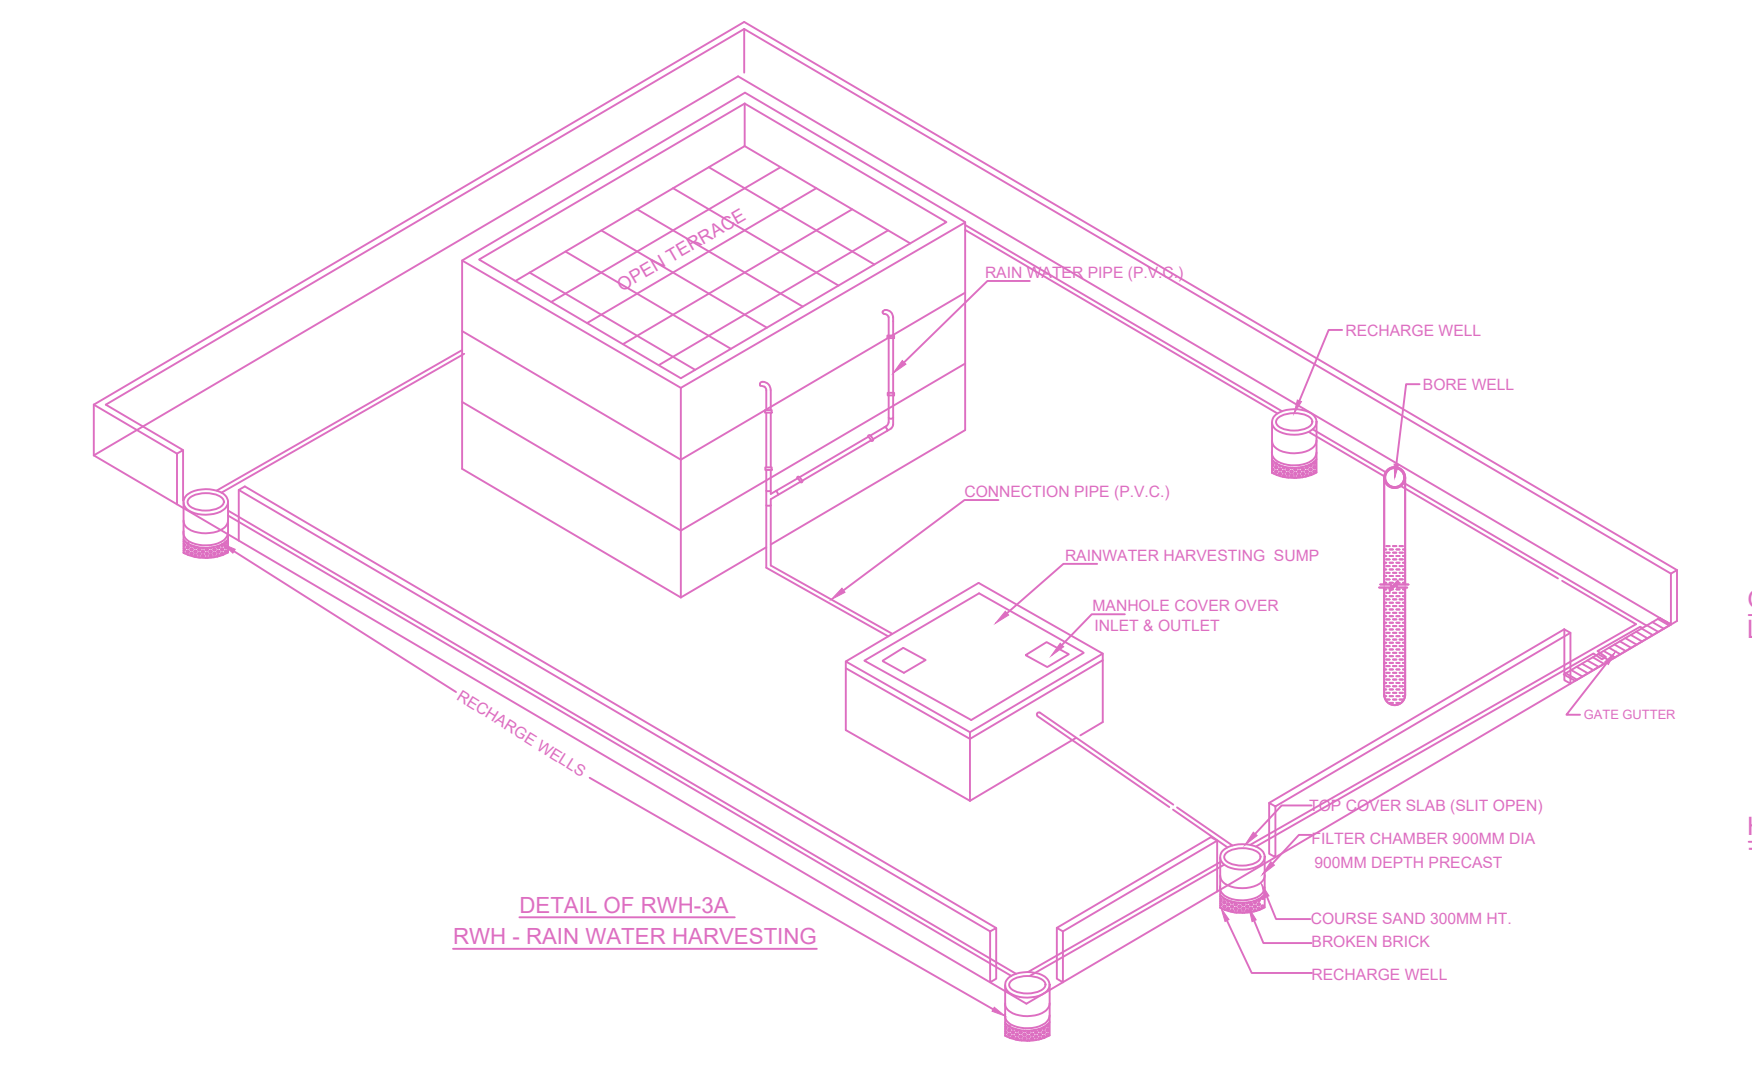 OPEN TERRACE
RAIN WATER PIPE (P.V.C.)
RECHARGE WELL
BORE WELL
CONNECTION PIPE (P.V.C.)
RAINWATER HARVESTING SUMP
MANHOLE COVER OVER
INLET & OUTLET
GATE GUTTER
RECHARGE WELLS
TOP COVER SLAB (SLIT OPEN)
FILTER CHAMBER 900MM DIA
900MM DEPTH PRECAST
COURSE SAND 300MM HT.
BROKEN BRICK
RECHARGE WELL
DETAIL OF RWH-3A
RWH - RAIN WATER HARVESTING